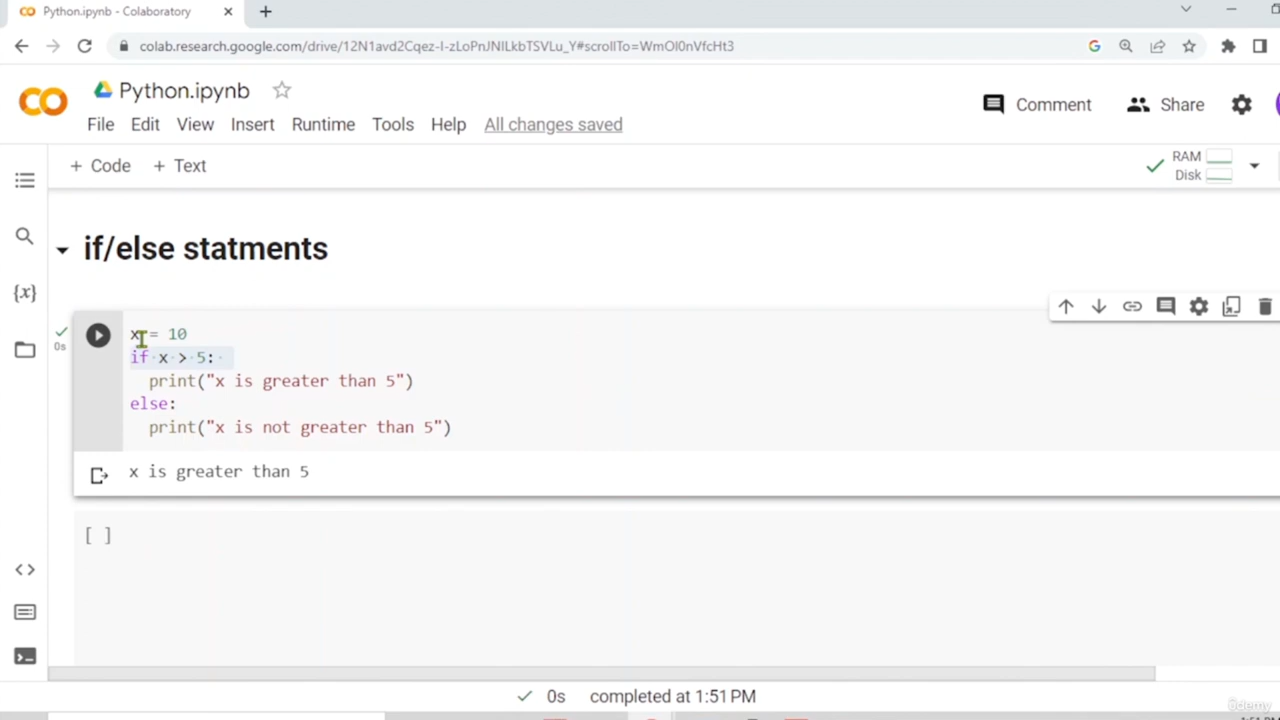 Python.ipynb - Colaboratory
colab.research.google.com/drive/12N1avd2Cqez-I-zLoPnJNILkbTSVLu_Y#scrollTo=WmOl0nVfcHt3
Python.ipynb
Comment
Share
File Edit View Insert Runtime Tools Help All changes saved
+ Code + Text
RAM
Disk
if/else statments
{x}
0s
x = 10
if x > 5:
print("x is greater than 5")
else:
print("x is not greater than 5")
x is greater than 5
[ ]
0s completed at 1:51 PM
ûdemy